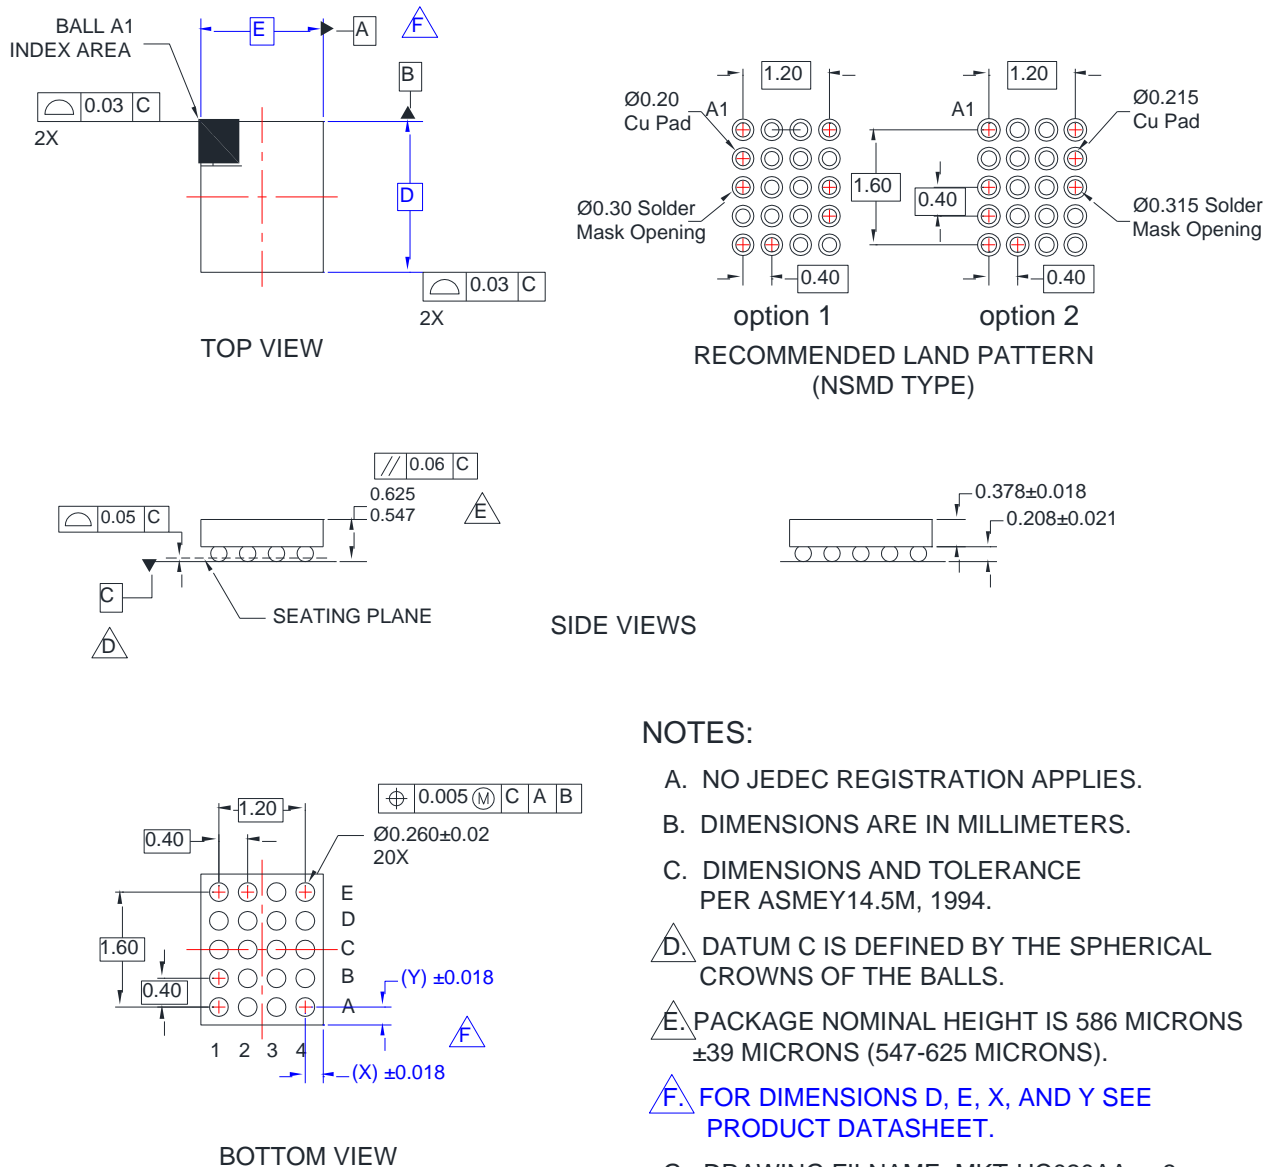 BALL A1
INDEX AREA
E
A
F
B
0.03 C
2X
D
0.03 C
2X
TOP VIEW
1.20
1.20
Ø0.20
Cu Pad
A1
A1
Ø0.215
Cu Pad
1.60
0.40
Ø0.30 Solder
Mask Opening
Ø0.315 Solder
Mask Opening
0.40
0.40
option 1
option 2
RECOMMENDED LAND PATTERN
(NSMD TYPE)
// 0.06 C
0.625
0.547
E
0.05 C
C
D
SEATING PLANE
0.378±0.018
0.208±0.021
SIDE VIEWS
0.005 Ⓜ C A B
1.20
0.40
Ø0.260±0.02
20X
E
D
C
B
A
1.60
0.40
(Y) ±0.018
F
1 2 3 4
(X) ±0.018
BOTTOM VIEW
NOTES:
A. NO JEDEC REGISTRATION APPLIES.
B. DIMENSIONS ARE IN MILLIMETERS.
C. DIMENSIONS AND TOLERANCE
PER ASMEY14.5M, 1994.
D. DATUM C IS DEFINED BY THE SPHERICAL
CROWNS OF THE BALLS.
E. PACKAGE NOMINAL HEIGHT IS 586 MICRONS
±39 MICRONS (547-625 MICRONS).
F. FOR DIMENSIONS D, E, X, AND Y SEE
PRODUCT DATASHEET.